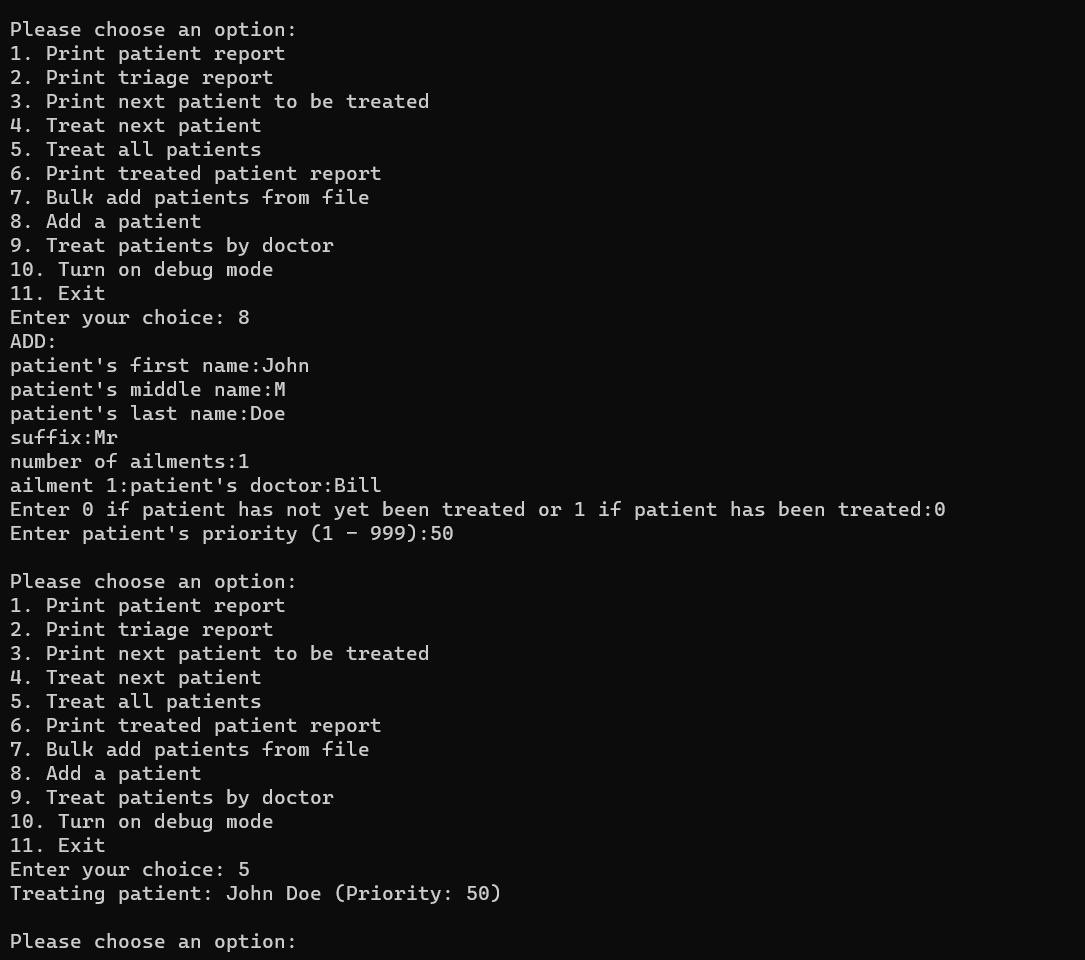 Please choose an option:
1. Print patient report
2. Print triage report
3. Print next patient to be treated
4. Treat next patient
5. Treat all patients
6. Print treated patient report
7. Bulk add patients from file
8. Add a patient
9. Treat patients by doctor
10. Turn on debug mode
11. Exit
Enter your choice: 8
ADD:
patient's first name:John
patient's middle name:M
patient's last name:Doe
suffix:Mr
number of ailments:1
ailment 1:patient's doctor:Bill
Enter 0 if patient has not yet been treated or 1 if patient has been treated:0
Enter patient's priority (1 - 999):50

Please choose an option:
1. Print patient report
2. Print triage report
3. Print next patient to be treated
4. Treat next patient
5. Treat all patients
6. Print treated patient report
7. Bulk add patients from file
8. Add a patient
9. Treat patients by doctor
10. Turn on debug mode
11. Exit
Enter your choice: 5
Treating patient: John Doe (Priority: 50)

Please choose an option: